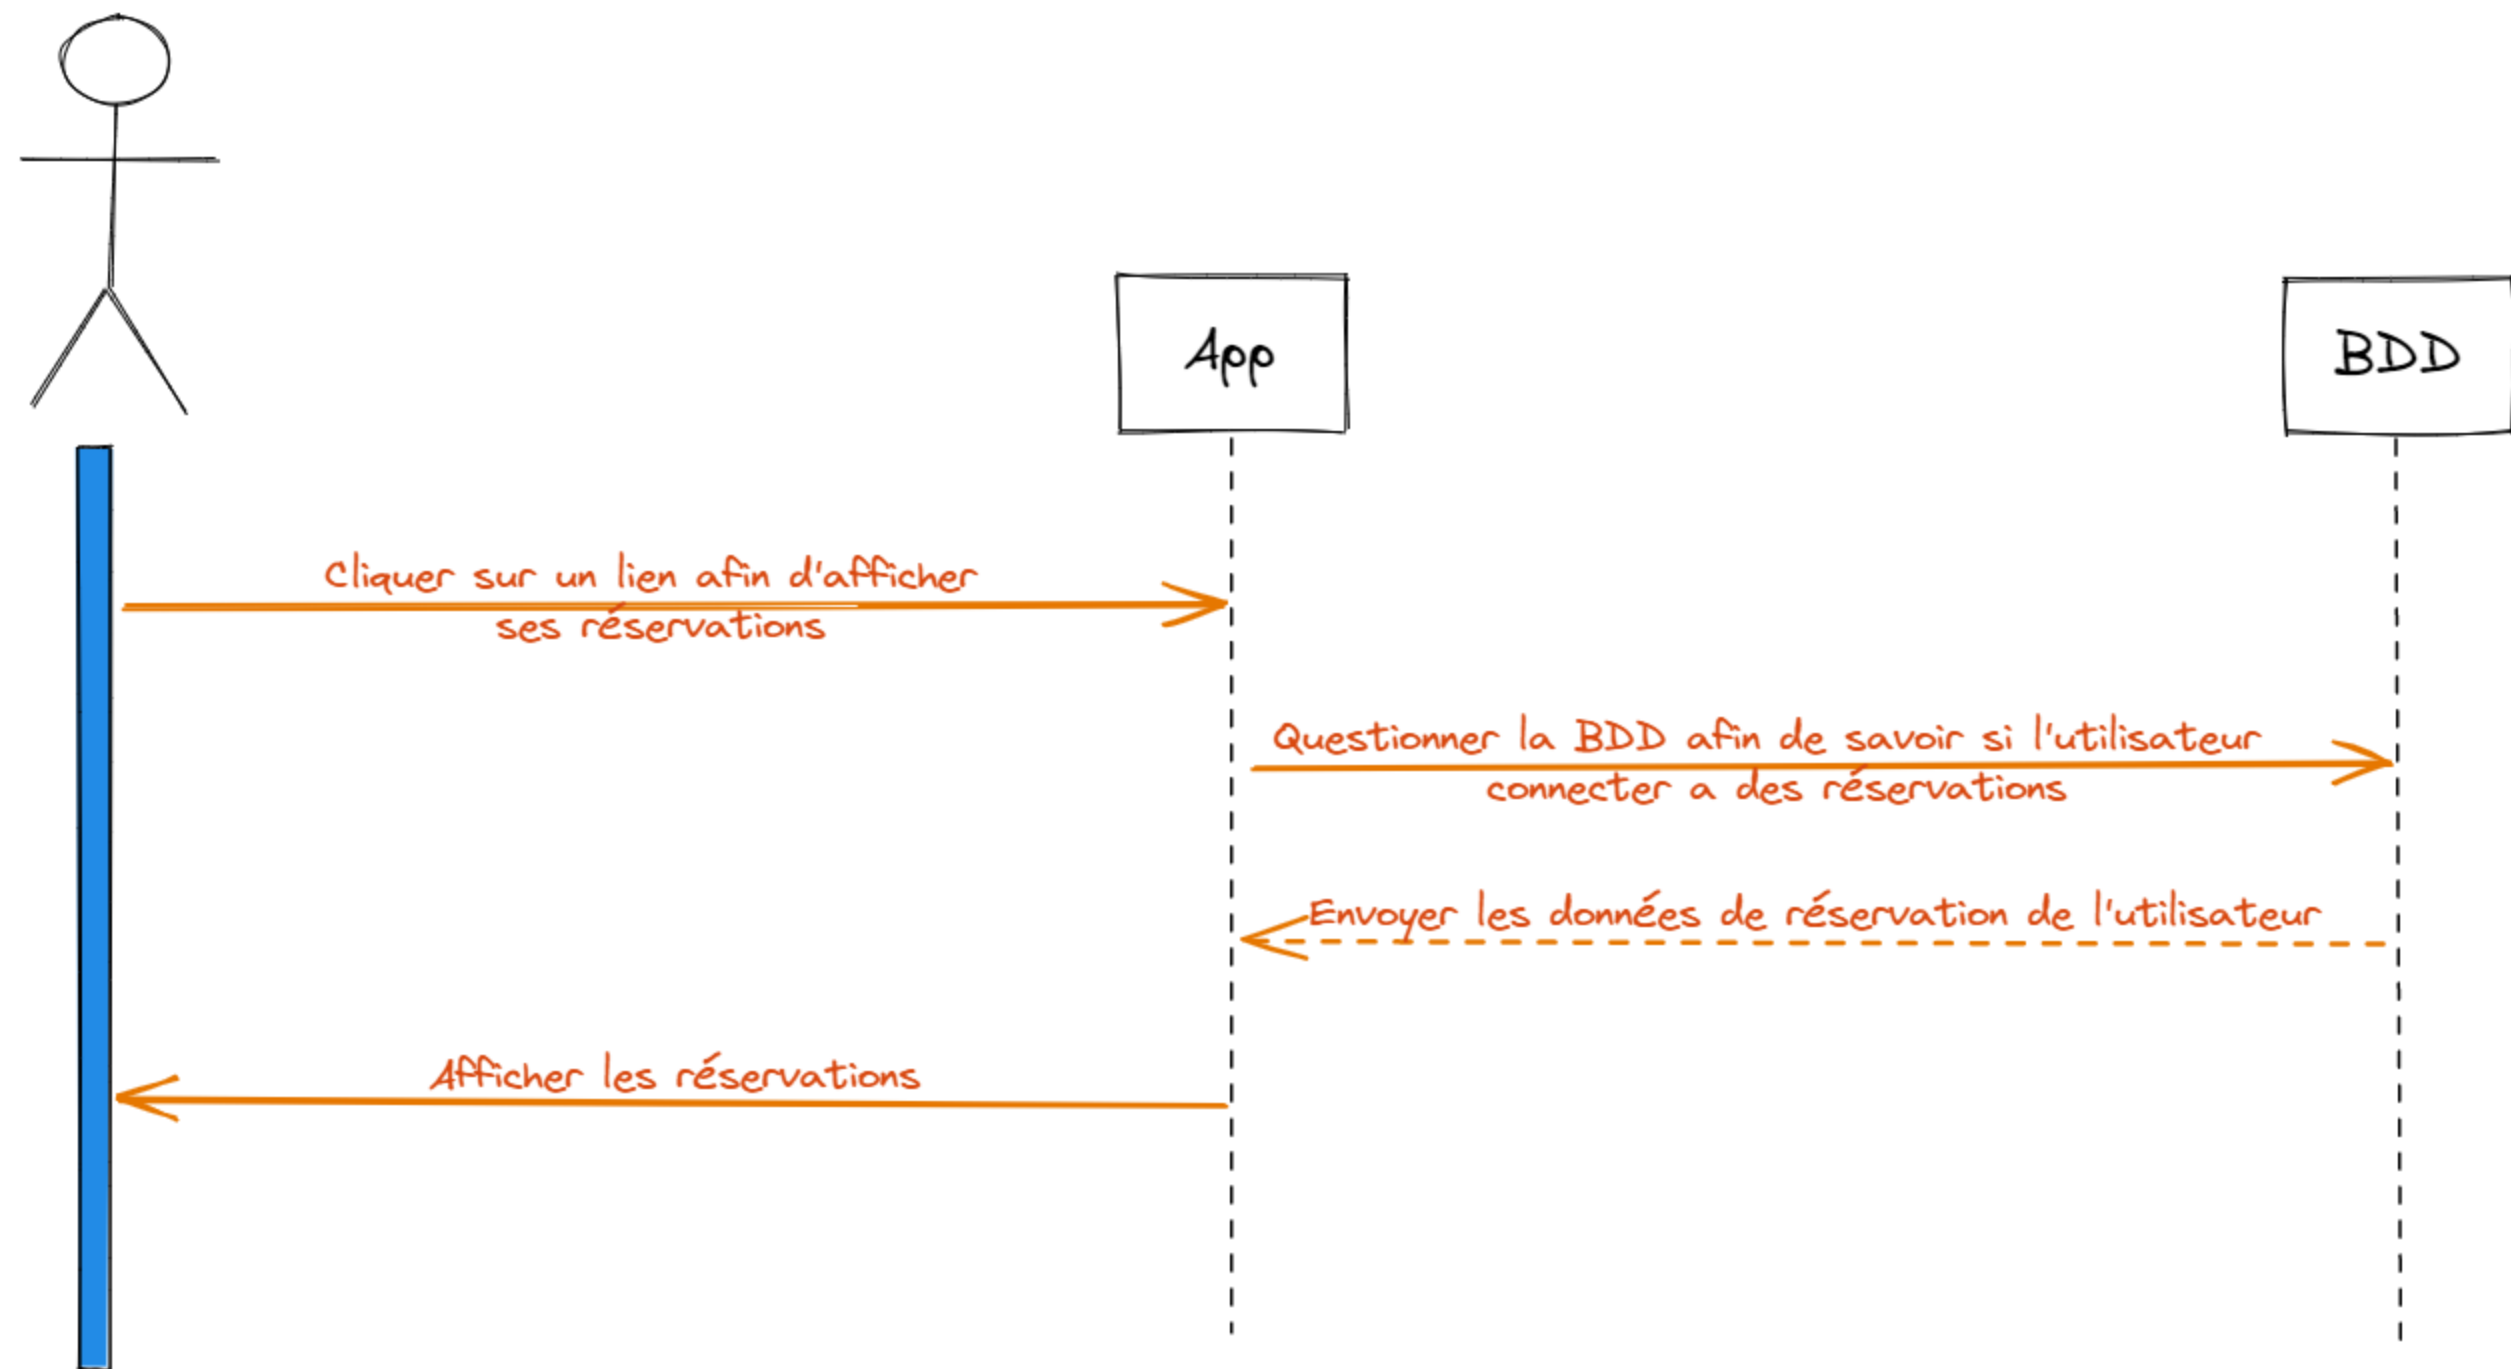 App
BDD
Cliquer sur un lien afin d'afficher
ses réservations
Questionner la BDD afin de savoir si l'utilisateur
connecter a des réservations
Envoyer les données de réservation de l'utilisateur
Afficher les réservations